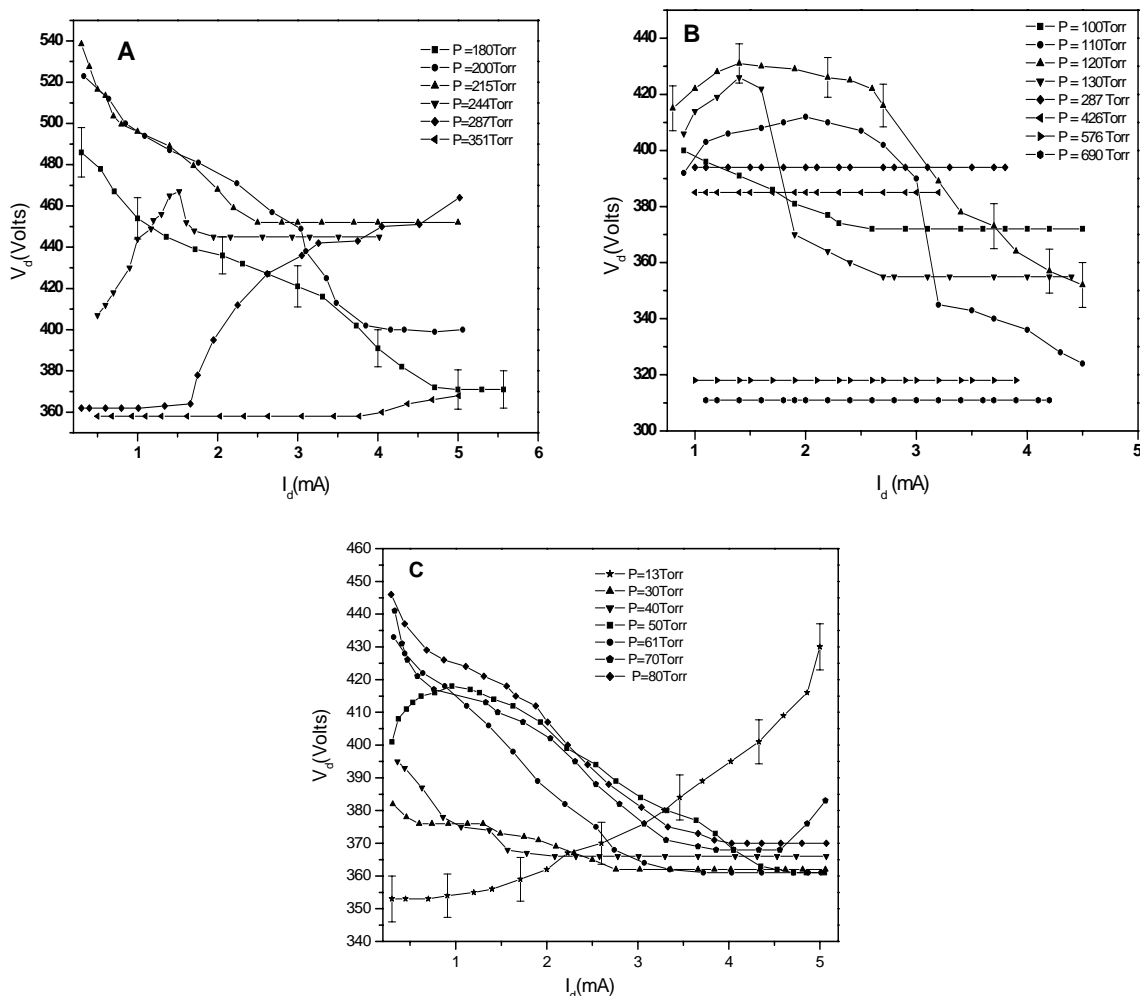 A
P =180Torr
P =200Torr
P =215Torr
P=244Torr
P=287Torr
P=351Torr
540
520
500
480
460
440
420
400
380
360
V_d(Volts)
1 2 3 4 5 6
I_d(mA)
B
P = 100Torr
P = 110Torr
P = 120Torr
P = 130Torr
P = 287 Torr
P = 426Torr
P = 576 Torr
P = 690 Torr
440
420
400
380
360
340
320
300
V_d(Volts)
1 2 3 4 5
I_d (mA)
C
P=13Torr
P=30Torr
P=40Torr
P= 50Torr
P=61Torr
P=70Torr
P=80Torr
460
450
440
430
420
410
400
390
380
370
360
350
340
V_d(Volts)
1 2 3 4 5
I_d(mA)